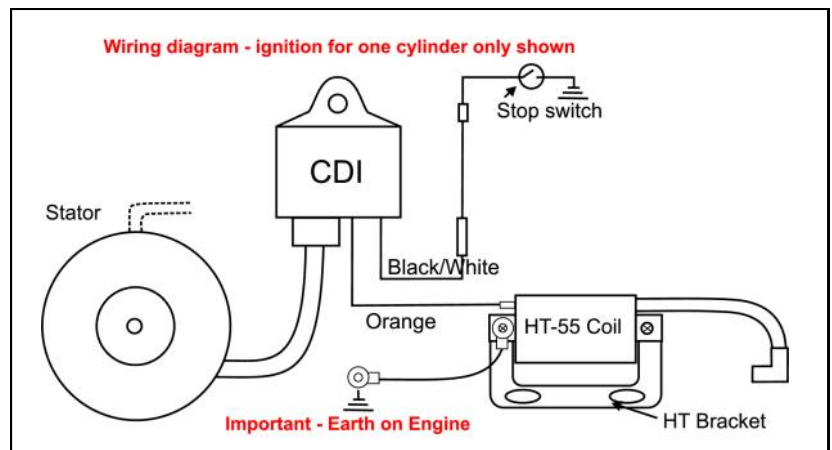 Wiring diagram - ignition for one cylinder only shown
Stop switch
CDI
Stator
Black/White
Orange
HT-55 Coil
Important - Earth on Engine
HT Bracket